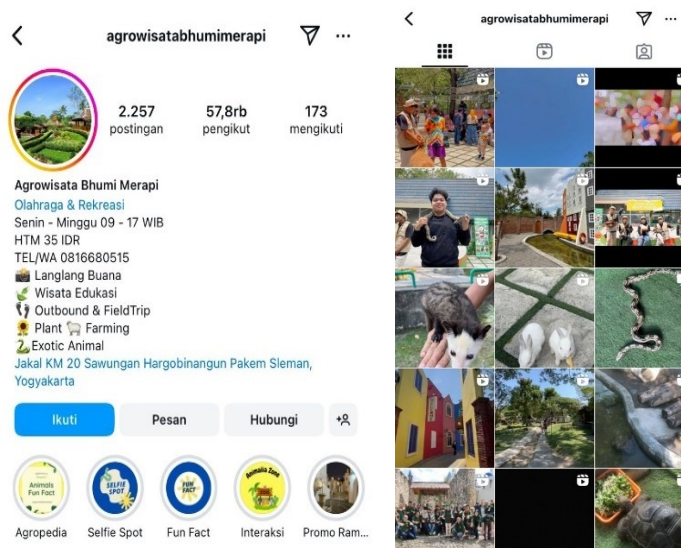 agrowisatabhumimerapi
2.257
postingan
57,8rb
pengikut
173
mengikuti
Agrowisata Bhumi Merapi
Olahraga & Rekreasi
Senin - Minggu 09 - 17 WIB
HTM 35 IDR
TEL/WA 0816680515
📸 Langlang Buana
🌿 Wisata Edukasi
👣 Outbound & FieldTrip
🌻 Plant 🐑 Farming
🐍Exotic Animal
Jakal KM 20 Sawungan Hargobinangun Pakem Sleman,
Yogyakarta
Ikuti
Pesan
Hubungi
Animals
Fun Fact
SELFIE
SPOT
FUN
FACT
Animalia Zone
Agropedia
Selfie Spot
Fun Fact
Interaksi
Promo Ram...
agrowisatabhumimerapi